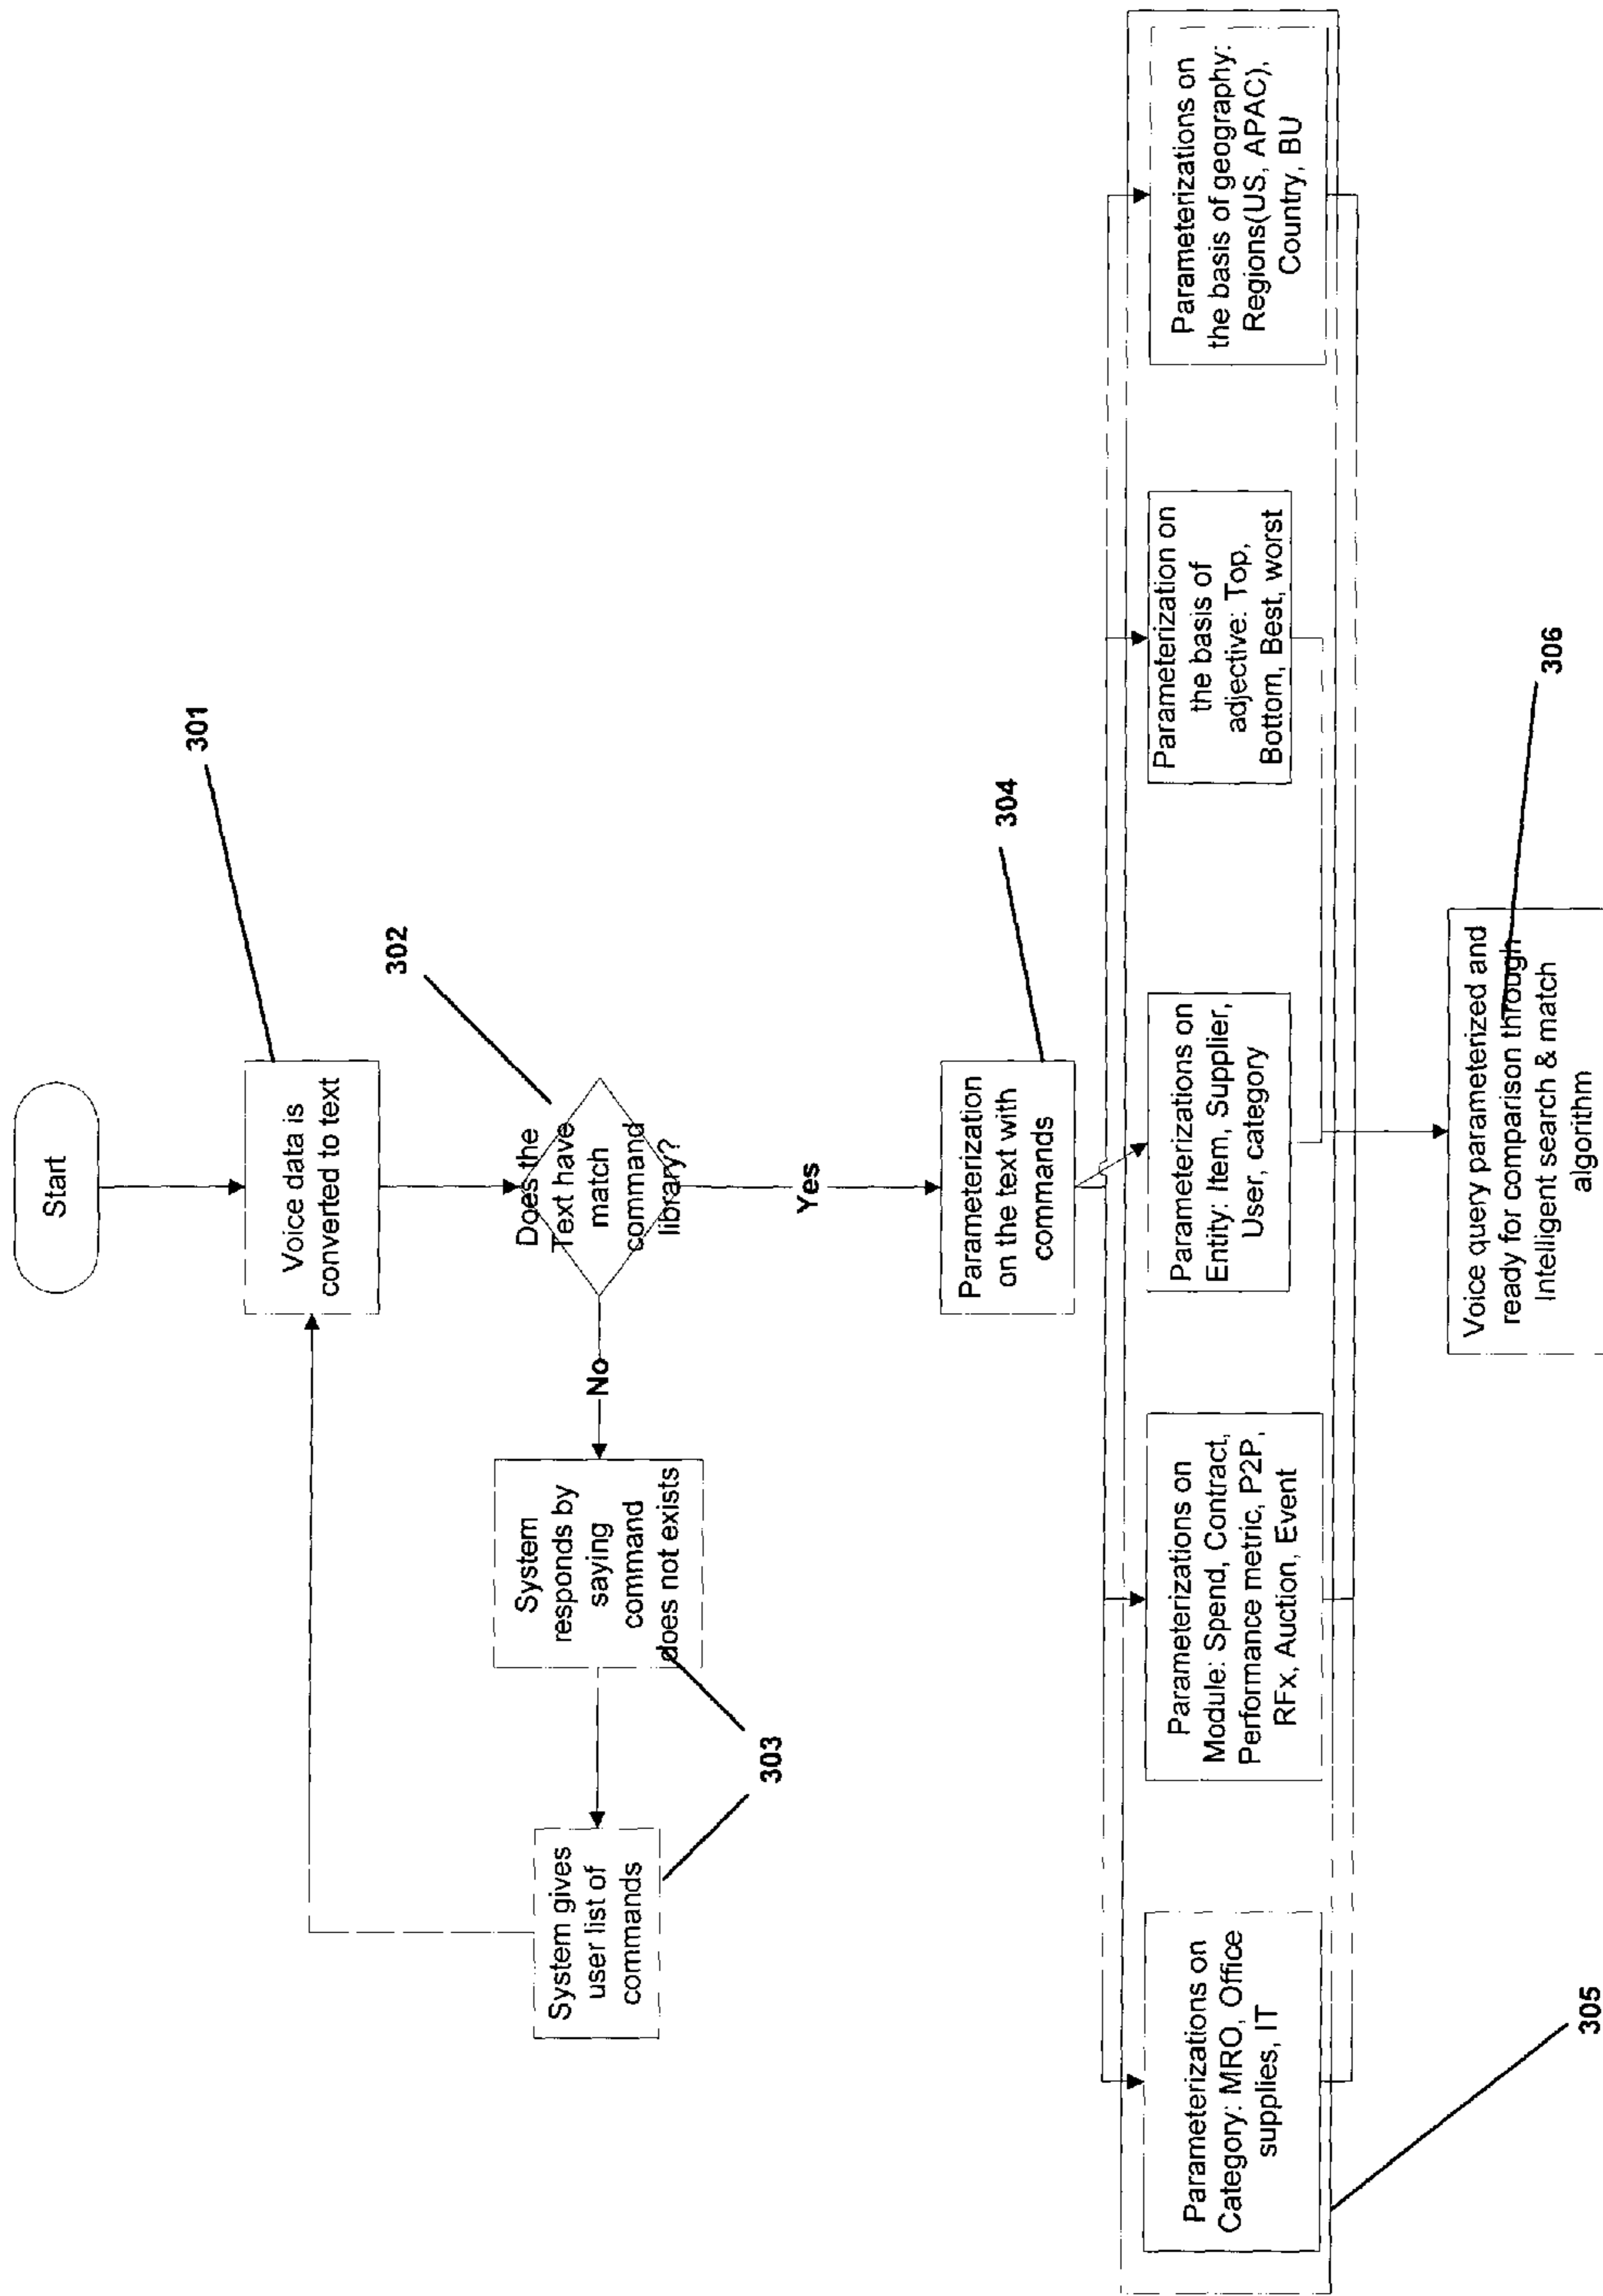 Start
301
Voice data is
converted to text
302
Does the
Text have
match
command
library?
No
System
responds by
saying
command
does not exists
System gives
user list of
commands
303
Yes
304
Parameterization
on the text with
commands
Parameterizations on
Category: MRO, Office
supplies, IT
Parameterizations on
Module: Spend, Contract,
Performance metric, P2P,
RFx, Auction, Event
Parameterizations on
Entity: Item, Supplier,
User, category
Parameterization on
the basis of
adjective: Top,
Bottom, Best, worst
Parameterizations on
the basis of geography:
Regions(US, APAC),
Country, BU
305
Voice query parameterized and
ready for comparison through
Intelligent search & match
algorithm
306